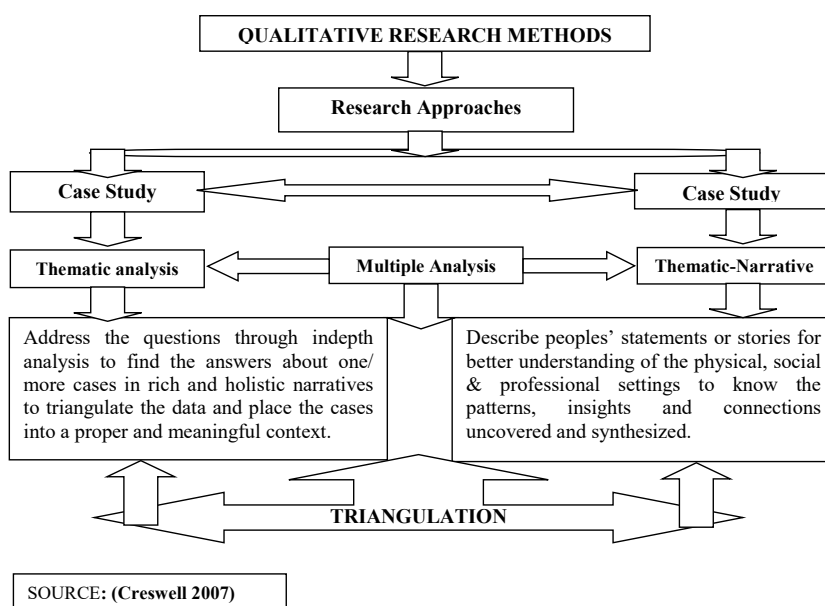 QUALITATIVE RESEARCH METHODS
Research Approaches
Case Study
Case Study
Thematic analysis
Multiple Analysis
Thematic-Narrative
Address the questions through indepth
analysis to find the answers about one/
more cases in rich and holistic narratives
to triangulate the data and place the cases
into a proper and meaningful context.
Describe peoples' statements or stories for
better understanding of the physical, social
& professional settings to know the
patterns, insights and connections
uncovered and synthesized.
TRIANGULATION
SOURCE: (Creswell 2007)